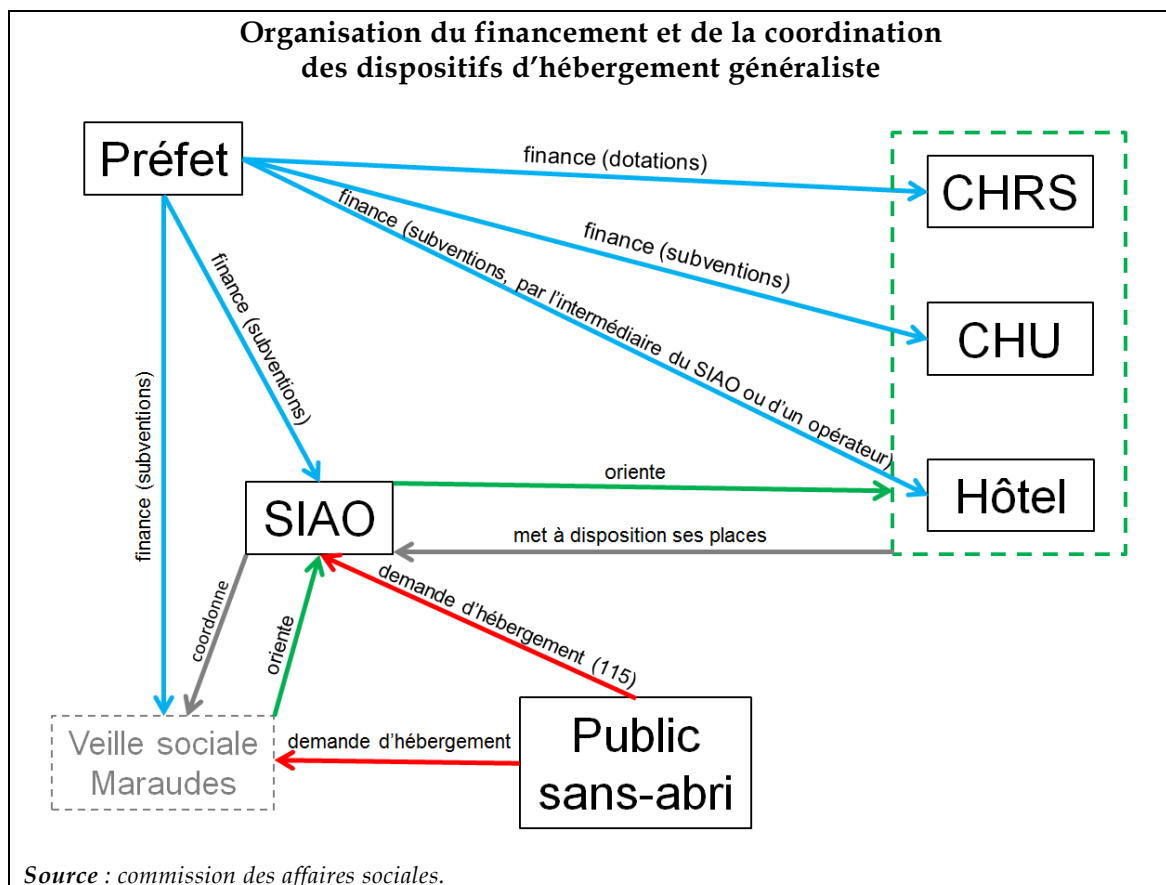 Organisation du financement et de la coordination
des dispositifs d'hébergement généraliste
Préfet
finance (dotations)
CHRS
finance (subventions)
CHU
finance (subventions, par l'intermédiaire du SIAO ou d'un opérateur)
Hôtel
finance (subventions)
finance (subventions)
SIAO
oriente
met à disposition ses places
coordonne
oriente
demande d'hébergement (115)
Veille sociale
Maraudes
demande d'hébergement
Public
sans-abri
Source : commission des affaires sociales.